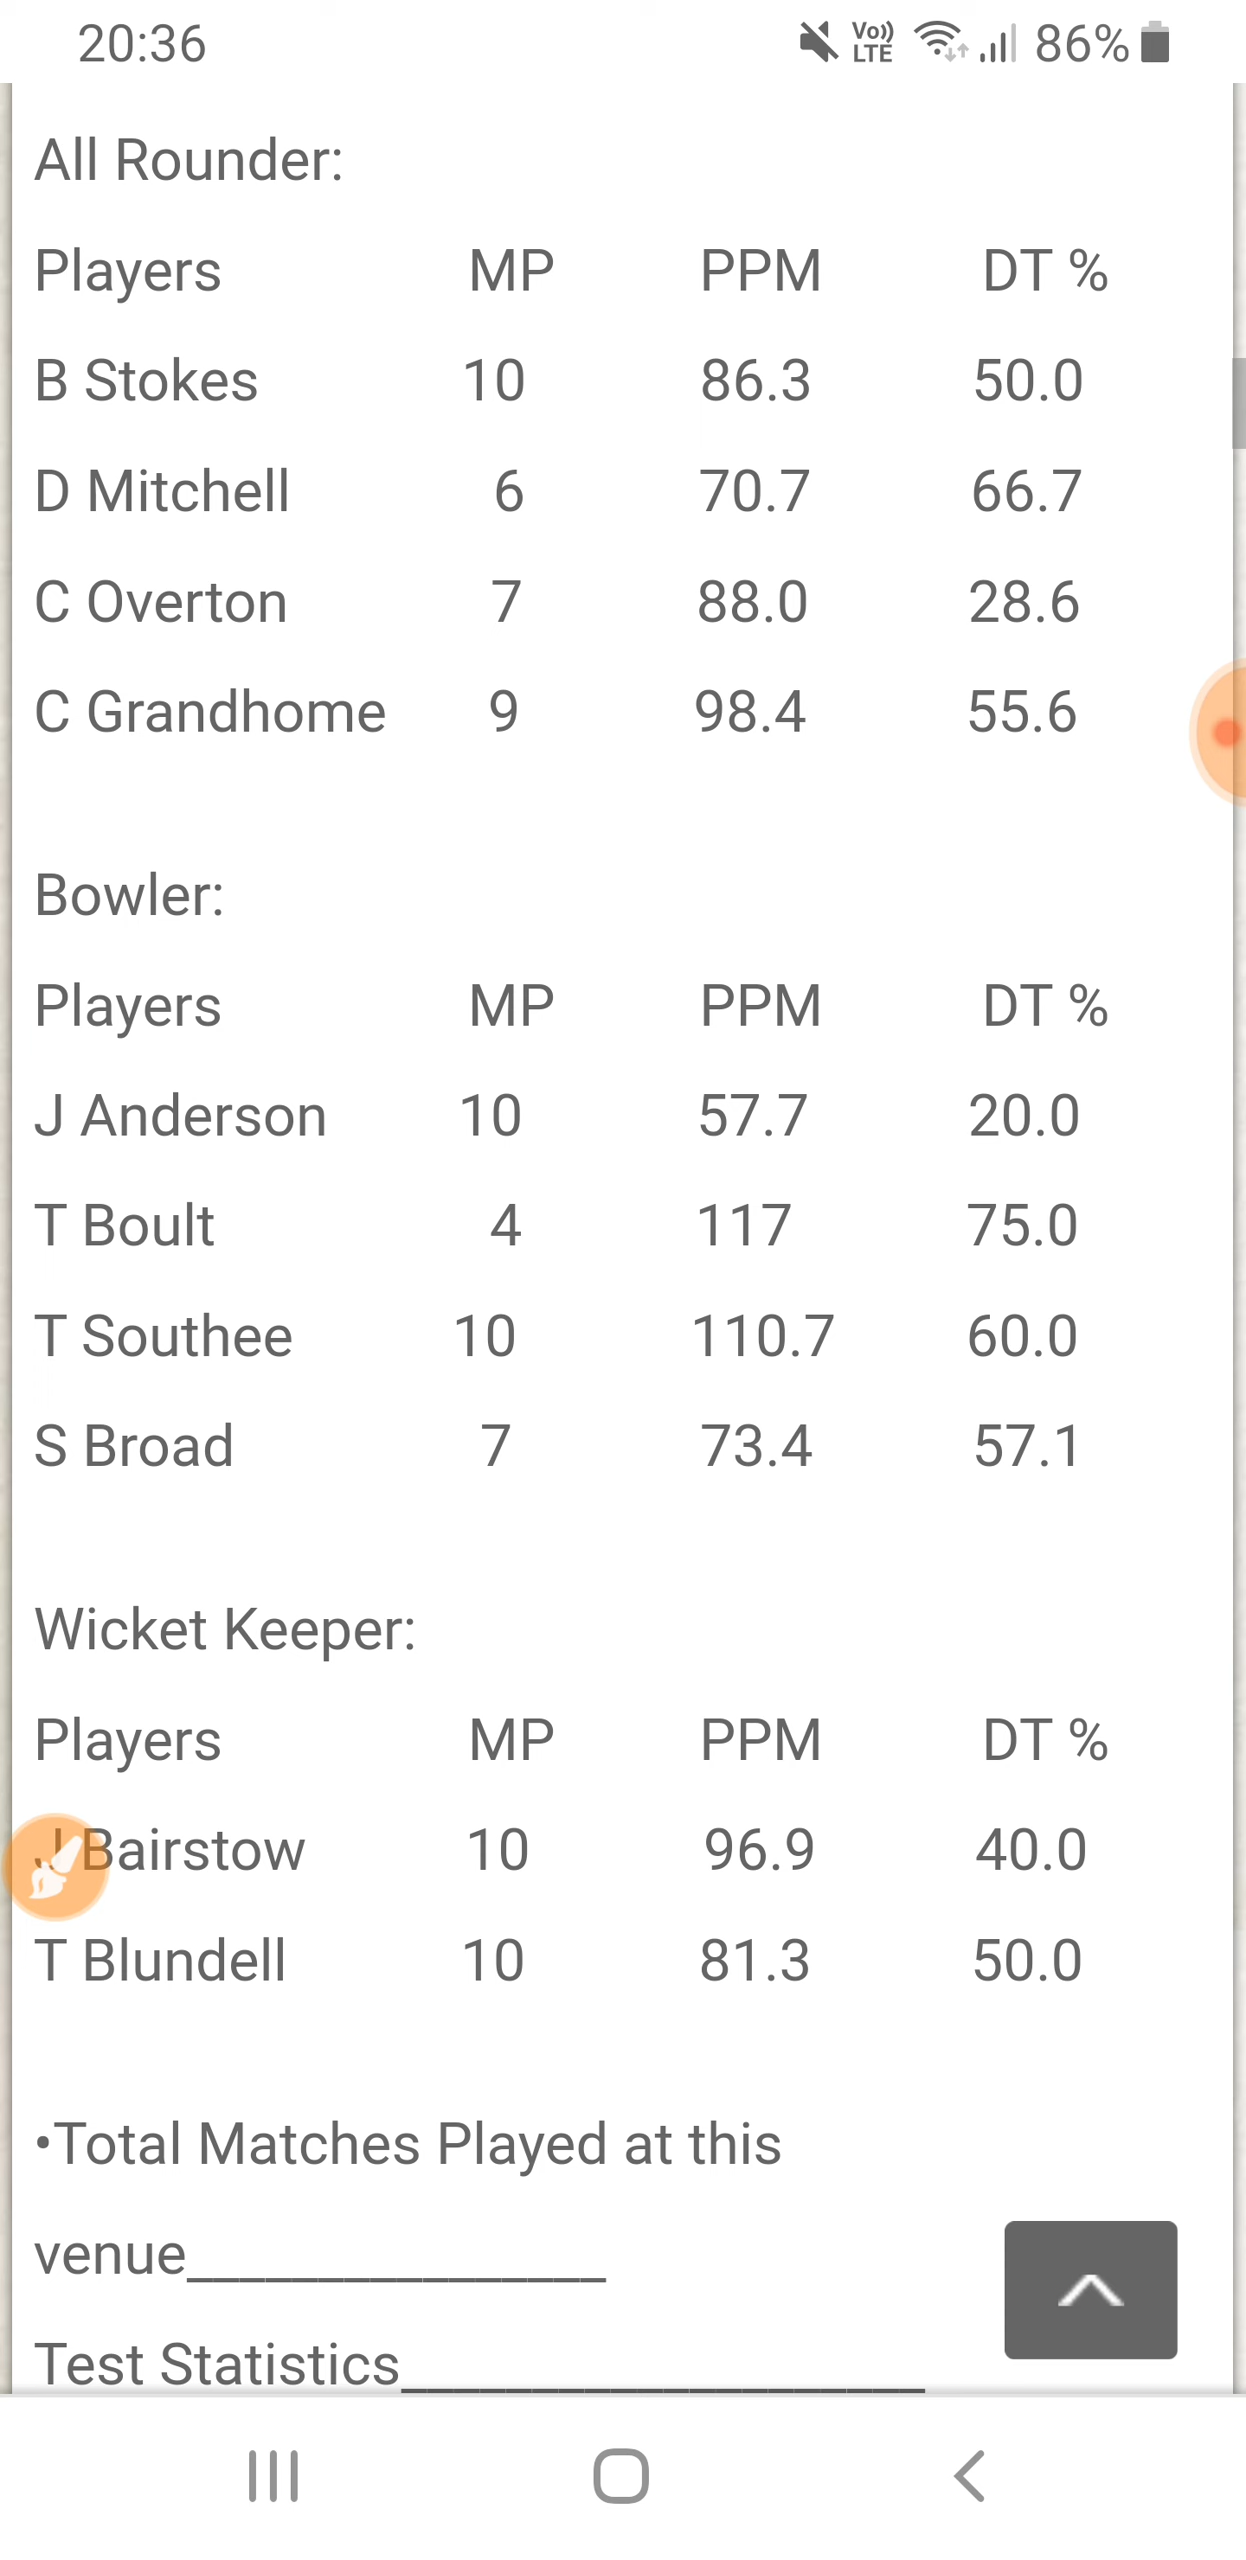 20:36 Vo)) LTE 86%
All Rounder:
Players MP PPM DT %
B Stokes 10 86.3 50.0
D Mitchell 6 70.7 66.7
C Overton 7 88.0 28.6
C Grandhome 9 98.4 55.6
Bowler:
Players MP PPM DT %
J Anderson 10 57.7 20.0
T Boult 4 117 75.0
T Southee 10 110.7 60.0
S Broad 7 73.4 57.1
Wicket Keeper:
Players MP PPM DT %
J Bairstow 10 96.9 40.0
T Blundell 10 81.3 50.0
•Total Matches Played at this
venue________________
Test Statistics____________________